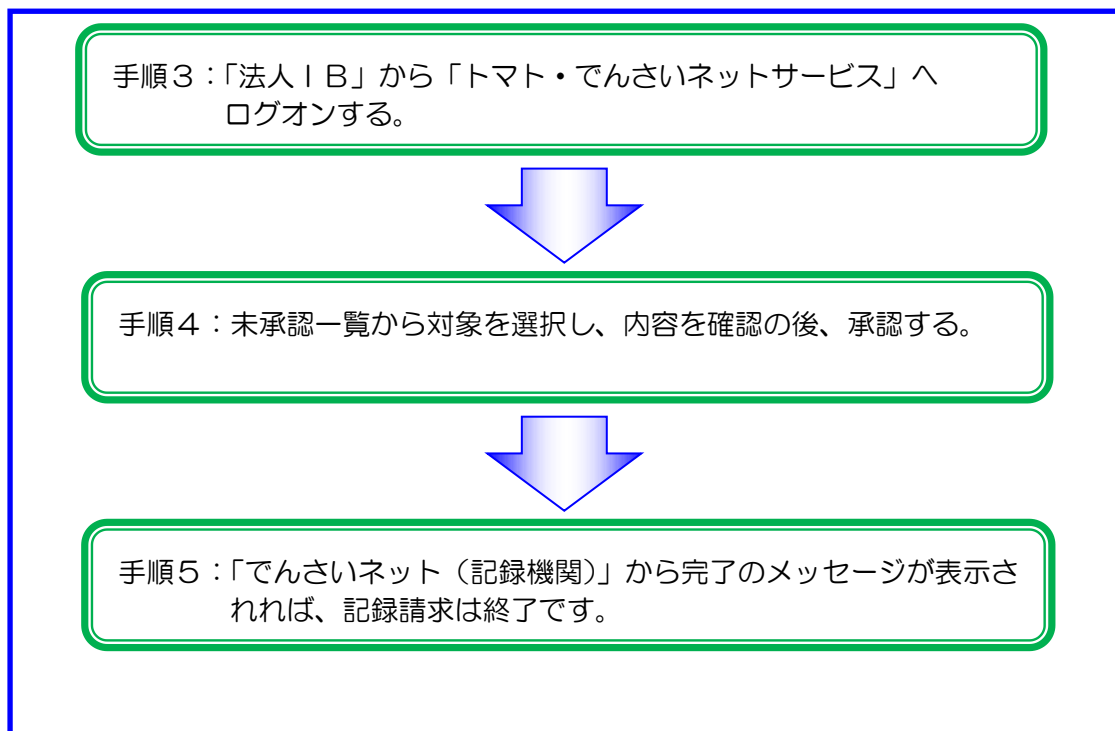 手順３：「法人ＩＢ」から「トマト・でんさいネットサービス」へ
ログオンする。
手順４：未承認一覧から対象を選択し、内容を確認の後、承認する。
手順５：「でんさいネット（記録機関）」から完了のメッセージが表示さ
れれば、記録請求は終了です。